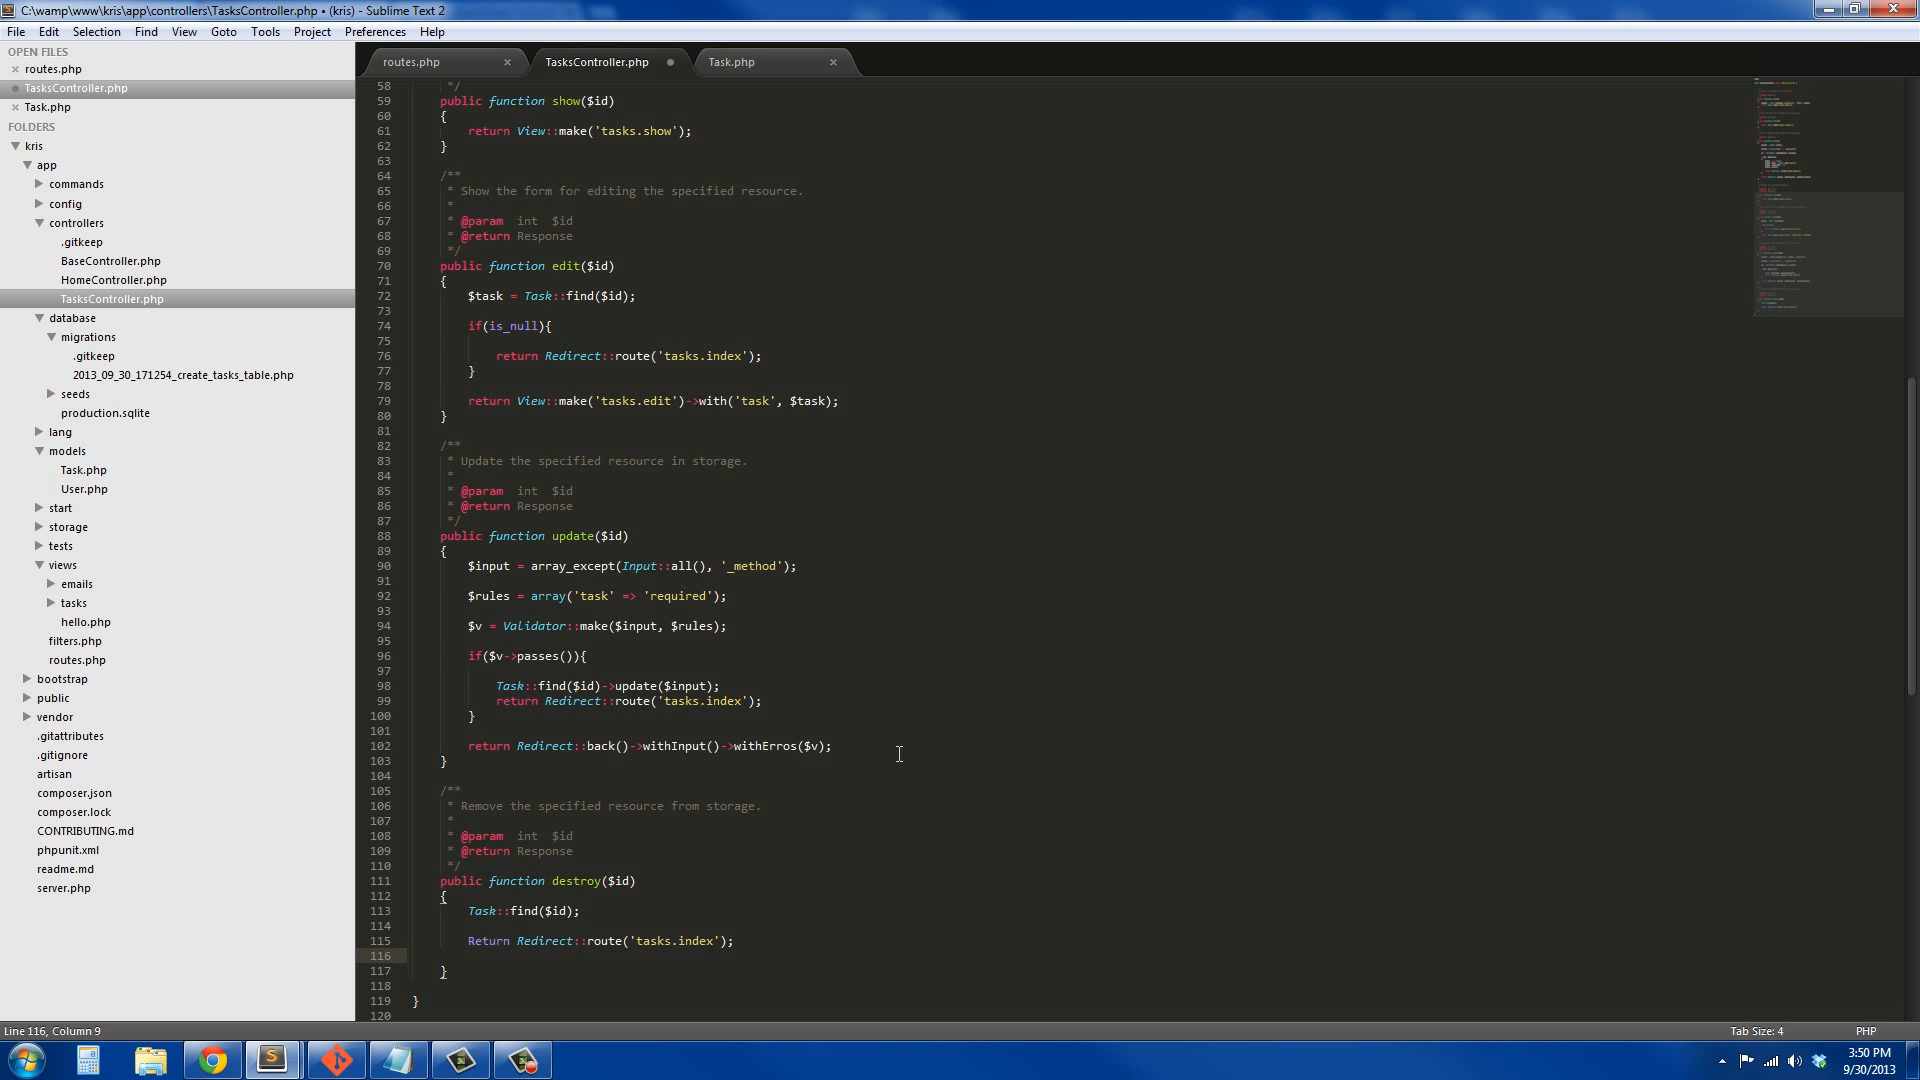 C:\wamp\www\kris\app\controllers\TasksController.php • (kris) - Sublime Text 2
File Edit Selection Find View Goto Tools Project Preferences Help
OPEN FILES
routes.php
TasksController.php
Task.php
FOLDERS
kris
app
commands
config
controllers
.gitkeep
BaseController.php
HomeController.php
TasksController.php
database
migrations
.gitkeep
2013_09_30_171254_create_tasks_table.php
seeds
production.sqlite
lang
models
Task.php
User.php
start
storage
tests
views
emails
tasks
hello.php
filters.php
routes.php
bootstrap
public
vendor
.gitattributes
.gitignore
artisan
composer.json
composer.lock
CONTRIBUTING.md
phpunit.xml
readme.md
server.php
routes.php TasksController.php Task.php
58 */
59 public function show($id)
60 {
61 return View::make('tasks.show');
62 }
63
64 /**
65 * Show the form for editing the specified resource.
66 *
67 * @param int $id
68 * @return Response
69 */
70 public function edit($id)
71 {
72 $task = Task::find($id);
73
74 if(is_null){
75
76 return Redirect::route('tasks.index');
77 }
78
79 return View::make('tasks.edit')->with('task', $task);
80 }
81
82 /**
83 * Update the specified resource in storage.
84 *
85 * @param int $id
86 * @return Response
87 */
88 public function update($id)
89 {
90 $input = array_except(Input::all(), '_method');
91
92 $rules = array('task' => 'required');
93
94 $v = Validator::make($input, $rules);
95
96 if($v->passes()){
97
98 Task::find($id)->update($input);
99 return Redirect::route('tasks.index');
100 }
101
102 return Redirect::back()->withInput()->withErros($v);
103 }
104
105 /**
106 * Remove the specified resource from storage.
107 *
108 * @param int $id
109 * @return Response
110 */
111 public function destroy($id)
112 {
113 Task::find($id);
114
115 Return Redirect::route('tasks.index');
116
117 }
118
119 }
120
Line 116, Column 9
Tab Size: 4
PHP
3:50 PM
9/30/2013